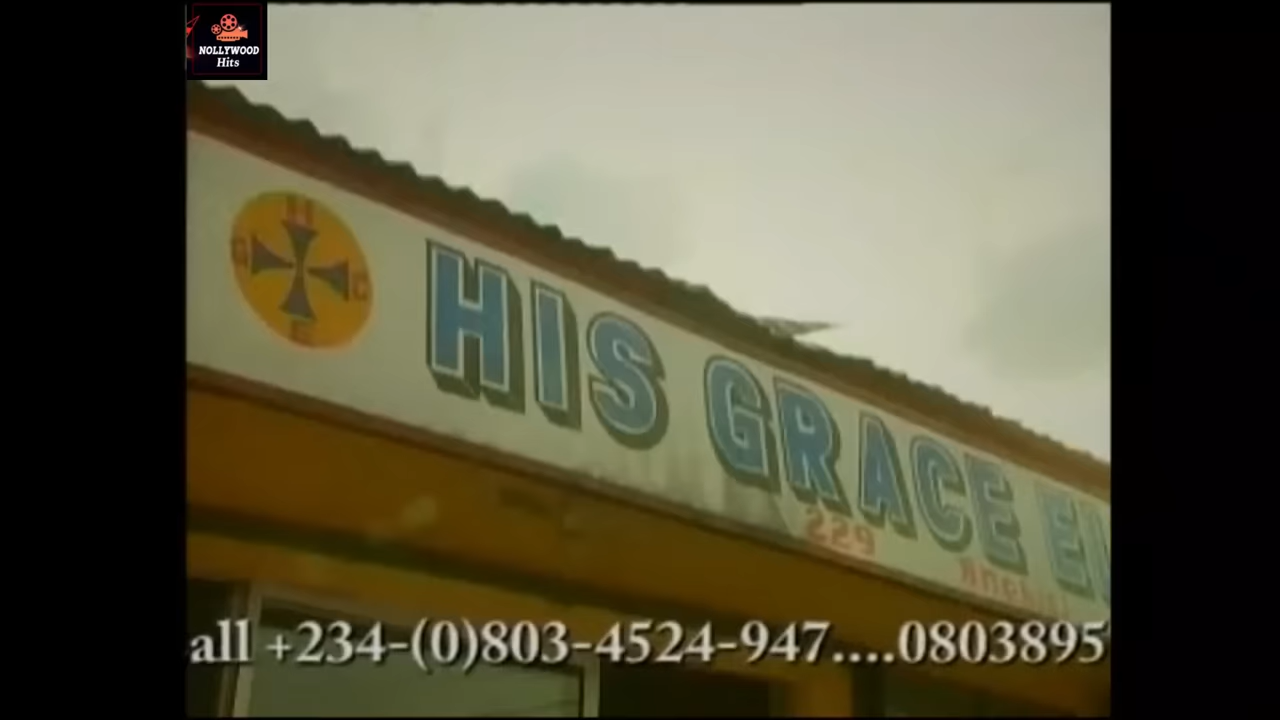 NOLLYWOOD
Hits
H
G C
E
HIS GRACE
229
all +234-(0)803-4524-947....0803895